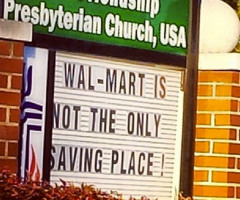 Presbyterian Church, USA
WAL-MART IS
NOT THE ONLY
SAVING PLACE!